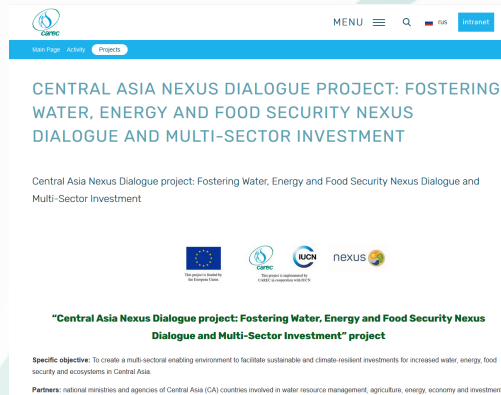 carec
MENU
rus
intranet
Main Page Activity Projects
CENTRAL ASIA NEXUS DIALOGUE PROJECT: FOSTERING
WATER, ENERGY AND FOOD SECURITY NEXUS
DIALOGUE AND MULTI-SECTOR INVESTMENT
Central Asia Nexus Dialogue project: Fostering Water, Energy and Food Security Nexus Dialogue and
Multi-Sector Investment
carec
IUCN
nexus
This project is funded by
the European Union
This project is implemented by
CAREC in cooperation with IUCN
“Central Asia Nexus Dialogue project: Fostering Water, Energy and Food Security Nexus
Dialogue and Multi-Sector Investment” project
Specific objective: To create a multi-sectoral enabling environment to facilitate sustainable and climate-resilient investments for increased water, energy, food
security and ecosystems in Central Asia.
Partners: national ministries and agencies of Central Asia (CA) countries involved in water resource management, agriculture, energy, economy and investment